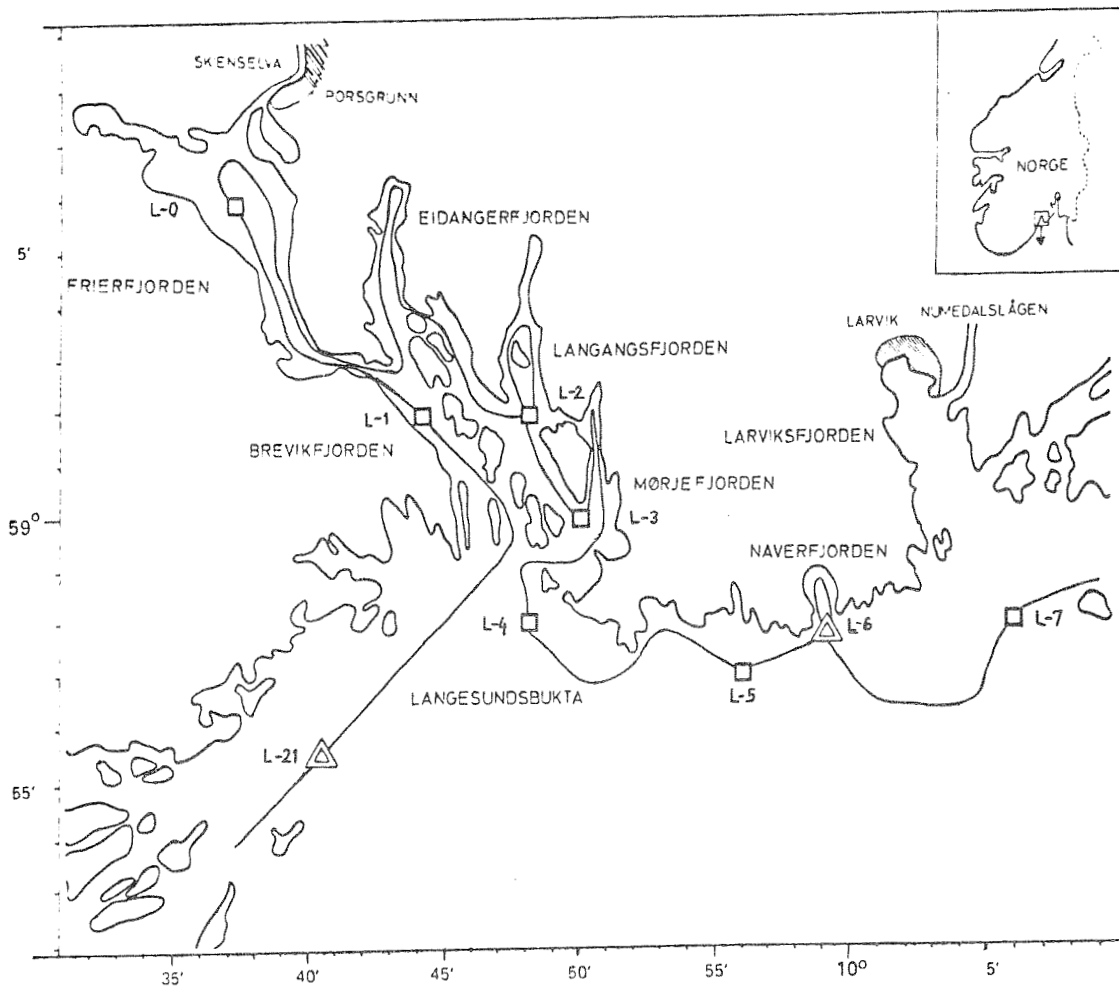 SKIENSELVA
PORSGRUNN
NORGE
L-0
EIDANGERFJORDEN
5'
FRIERFJORDEN
LARVIK
NUMEDALSLÅGEN
LANGANGSFJORDEN
L-2
L-1
LARVIKSFJORDEN
BREVIKFJORDEN
MØRJEFJORDEN
L-3
59°
NAVERFJORDEN
L-4
L-6
L-7
L-5
LANGESUNDSBUKTA
L-21
55'
35'
40'
45'
50'
55'
10°
5'